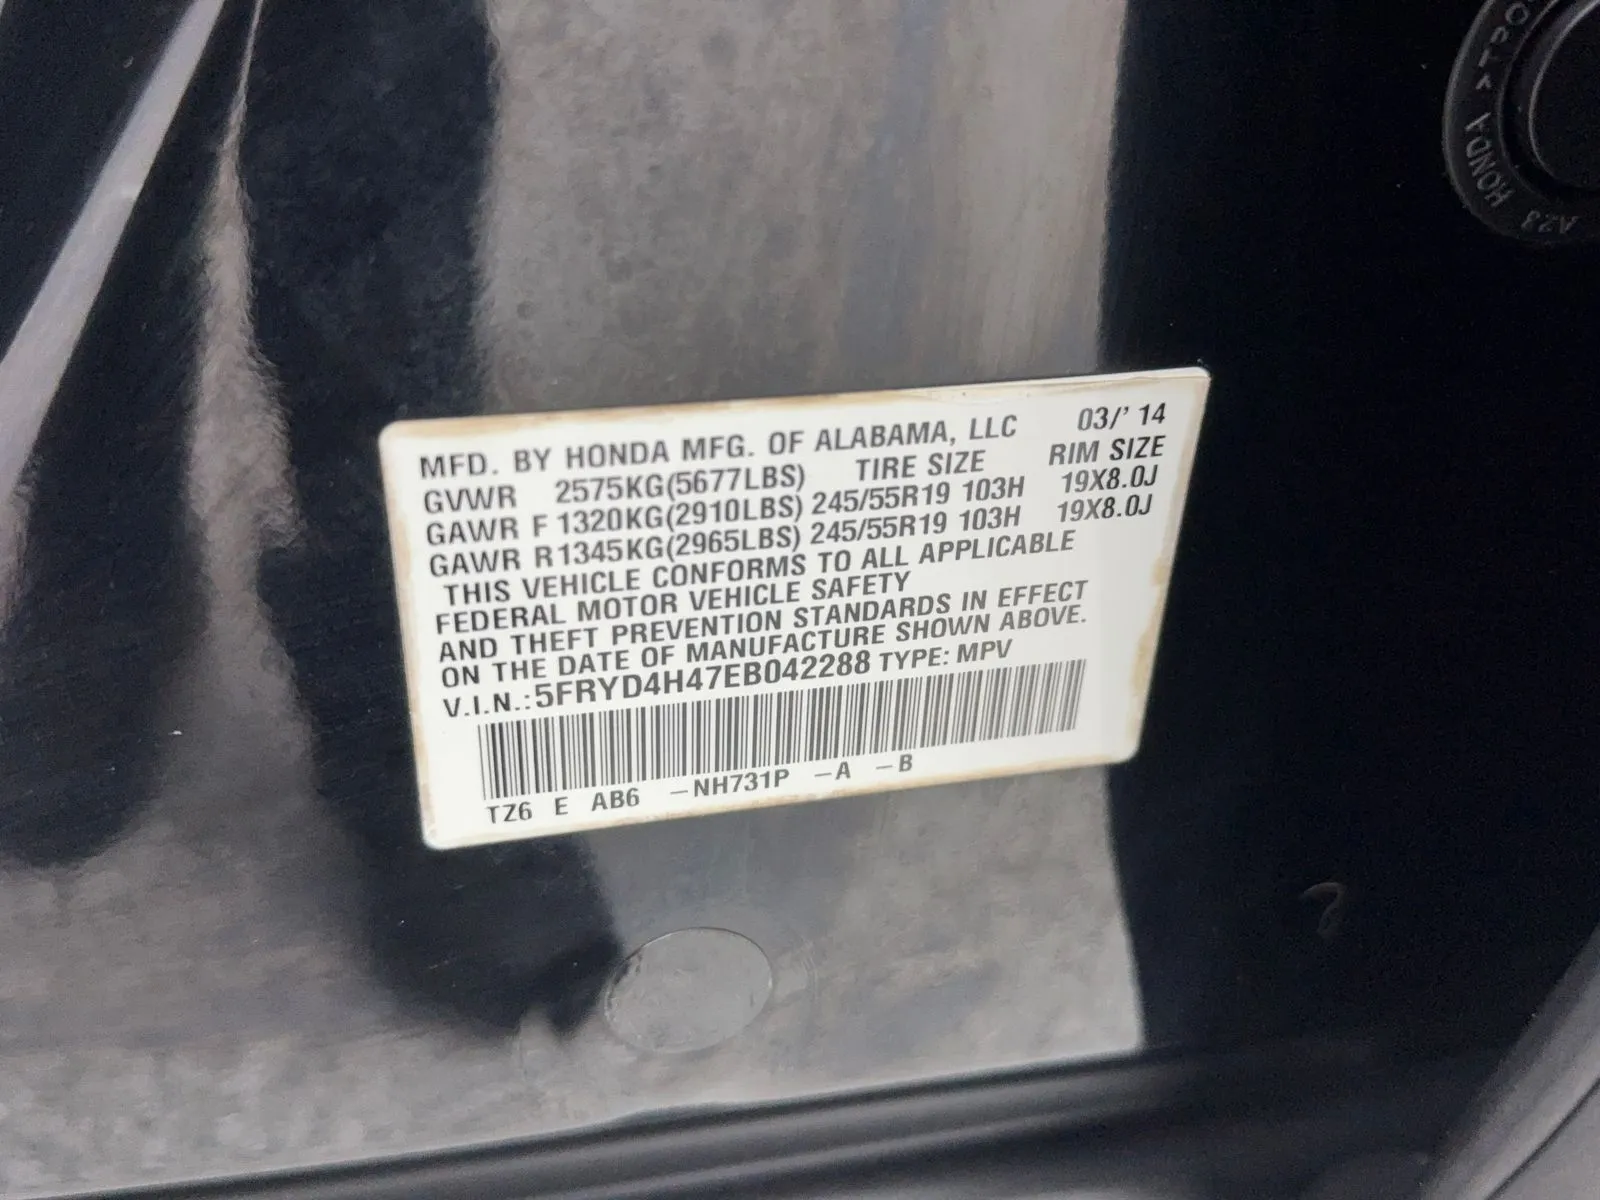 MFD. BY HONDA MFG. OF ALABAMA, LLC 03/' 14
GVWR 2575KG(5677LBS) TIRE SIZE RIM SIZE
GAWR F 1320KG(2910LBS) 245/55R19 103H 19X8.0J
GAWR R 1345KG(2965LBS) 245/55R19 103H 19X8.0J
THIS VEHICLE CONFORMS TO ALL APPLICABLE
FEDERAL MOTOR VEHICLE SAFETY
AND THEFT PREVENTION STANDARDS IN EFFECT
ON THE DATE OF MANUFACTURE SHOWN ABOVE.
V.I.N.: 5FRYD4H47EB042288 TYPE: MPV
TZ6 E AB6 –NH731P –A –B
A23 HONDA